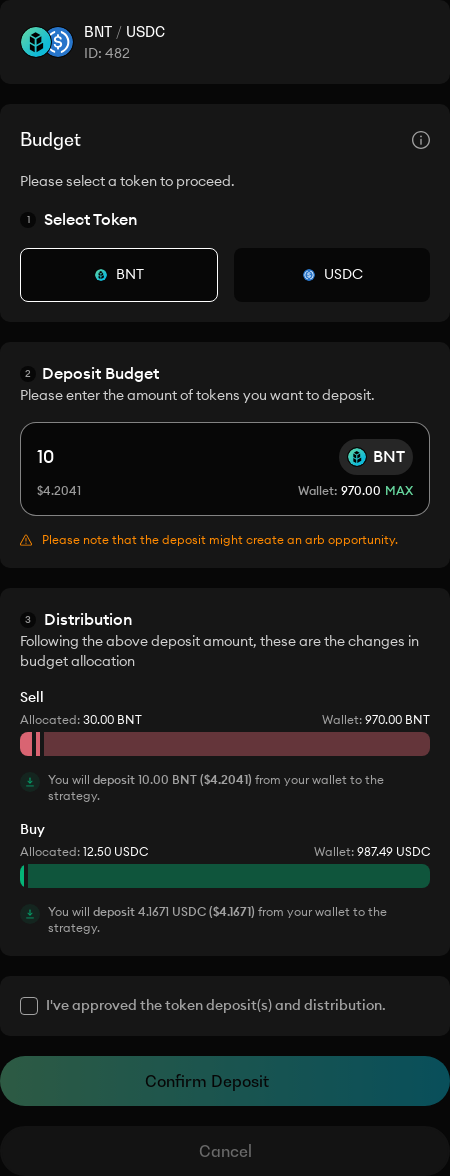 BNT / USDC
ID: 482
Budget
Please select a token to proceed.
1 Select Token
BNT
USDC
2 Deposit Budget
Please enter the amount of tokens you want to deposit.
10
BNT
$4.2041
Wallet: 970.00 MAX
Please note that the deposit might create an arb opportunity.
3 Distribution
Following the above deposit amount, these are the changes in
budget allocation
Sell
Allocated: 30.00 BNT
Wallet: 970.00 BNT
You will deposit 10.00 BNT ($4.2041) from your wallet to the
strategy.
Buy
Allocated: 12.50 USDC
Wallet: 987.49 USDC
You will deposit 4.1671 USDC ($4.1671) from your wallet to the
strategy.
I've approved the token deposit(s) and distribution.
Confirm Deposit
Cancel